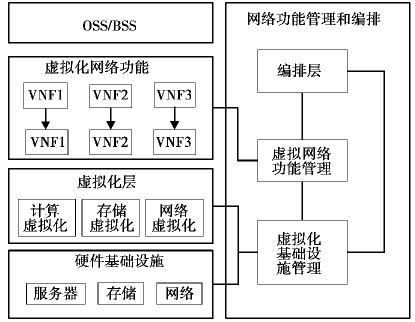 OSS/BSS
虚拟化网络功能
VNF1 VNF2 VNF3
VNF1 VNF2 VNF3
虚拟化层
计算 存储 网络
虚拟化 虚拟化 虚拟化
硬件基础设施
服务器 存储 网络
网络功能管理和编排
编排层
虚拟网络
功能管理
虚拟化
基础设
施管理